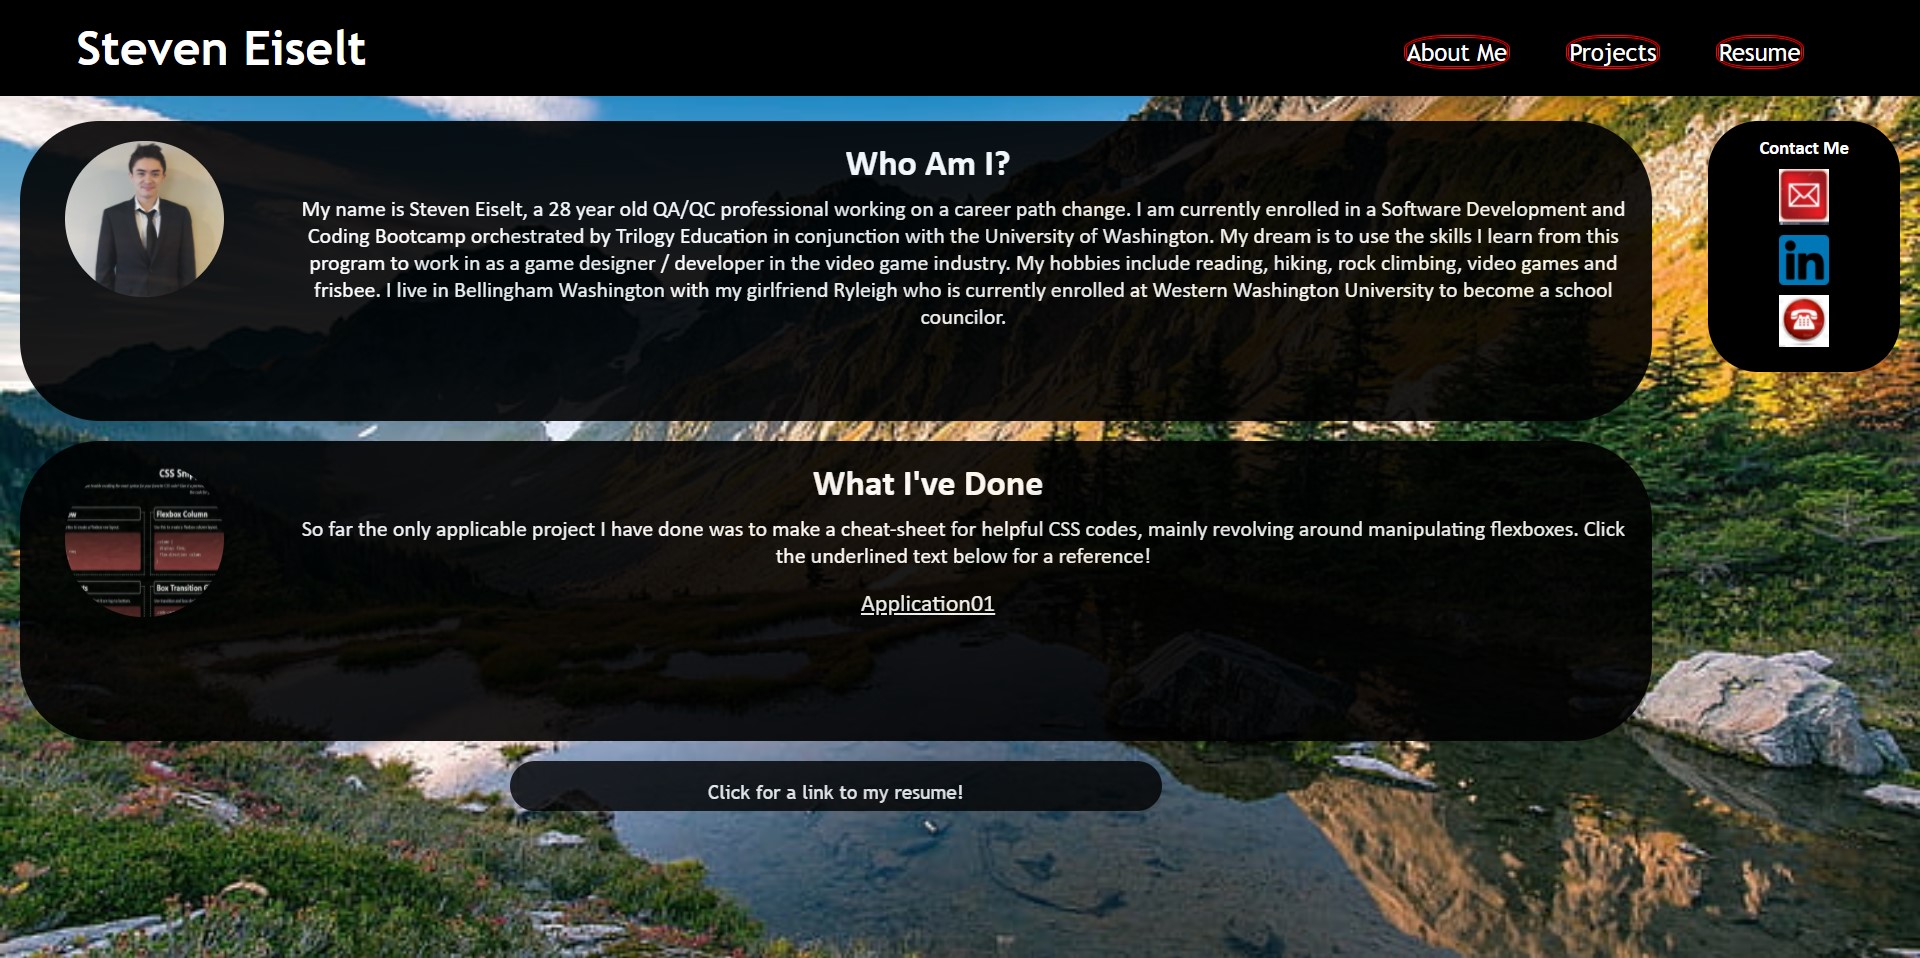 Steven Eiselt
About Me
Projects
Resume
Who Am I?
My name is Steven Eiselt, a 28 year old QA/QC professional working on a career path change. I am currently enrolled in a Software Development and
Coding Bootcamp orchestrated by Trilogy Education in conjunction with the University of Washington. My dream is to use the skills I learn from this
program to work in as a game designer / developer in the video game industry. My hobbies include reading, hiking, rock climbing, video games and
frisbee. I live in Bellingham Washington with my girlfriend Ryleigh who is currently enrolled at Western Washington University to become a school
councilor.
Contact Me
in
CSS
Flexbox Column
Box Transition
What I've Done
So far the only applicable project I have done was to make a cheat-sheet for helpful CSS codes, mainly revolving around manipulating flexboxes. Click
the underlined text below for a reference!
Application01
Click for a link to my resume!